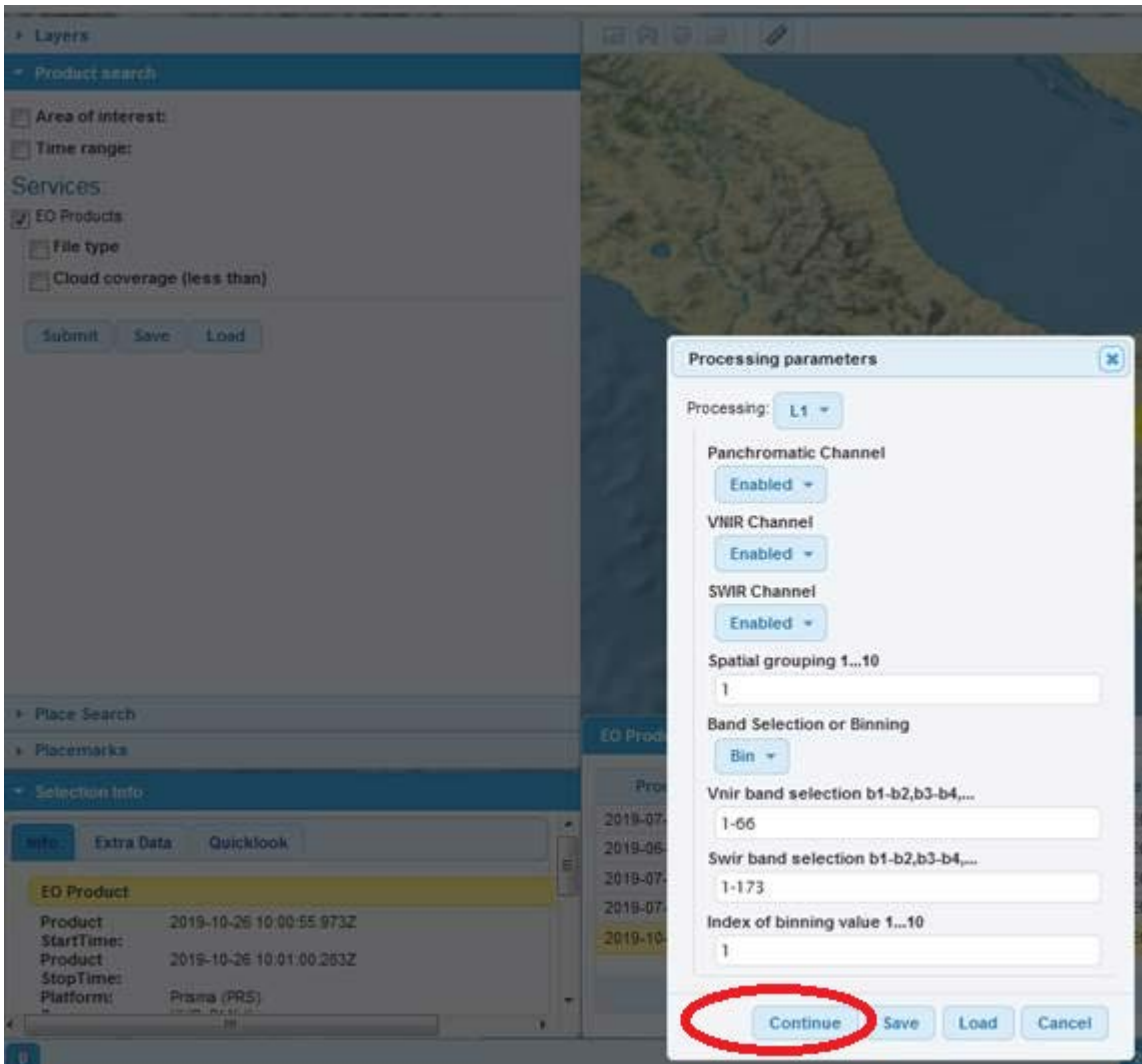 Layers
Product search
Area of interest:
Time range:
Services:
EO Products
File type
Cloud coverage (less than)
Submit Save Load
Place Search
Placemarks
Selection Info
Info Extra Data Quicklook
EO Product
Product StartTime: 2019-10-26 10:00:55.973Z
Product StopTime: 2019-10-26 10:01:00.263Z
Platform: Prisma (PRS)
EO Prod
Pro
2019-07-
2019-06-
2019-07-
2019-07-
2019-10-
Processing parameters
Processing: L1
Panchromatic Channel
Enabled
VNIR Channel
Enabled
SWIR Channel
Enabled
Spatial grouping 1...10
1
Band Selection or Binning
Bin
Vnir band selection b1-b2,b3-b4,...
1-66
Swir band selection b1-b2,b3-b4,...
1-173
Index of binning value 1...10
1
Continue Save Load Cancel